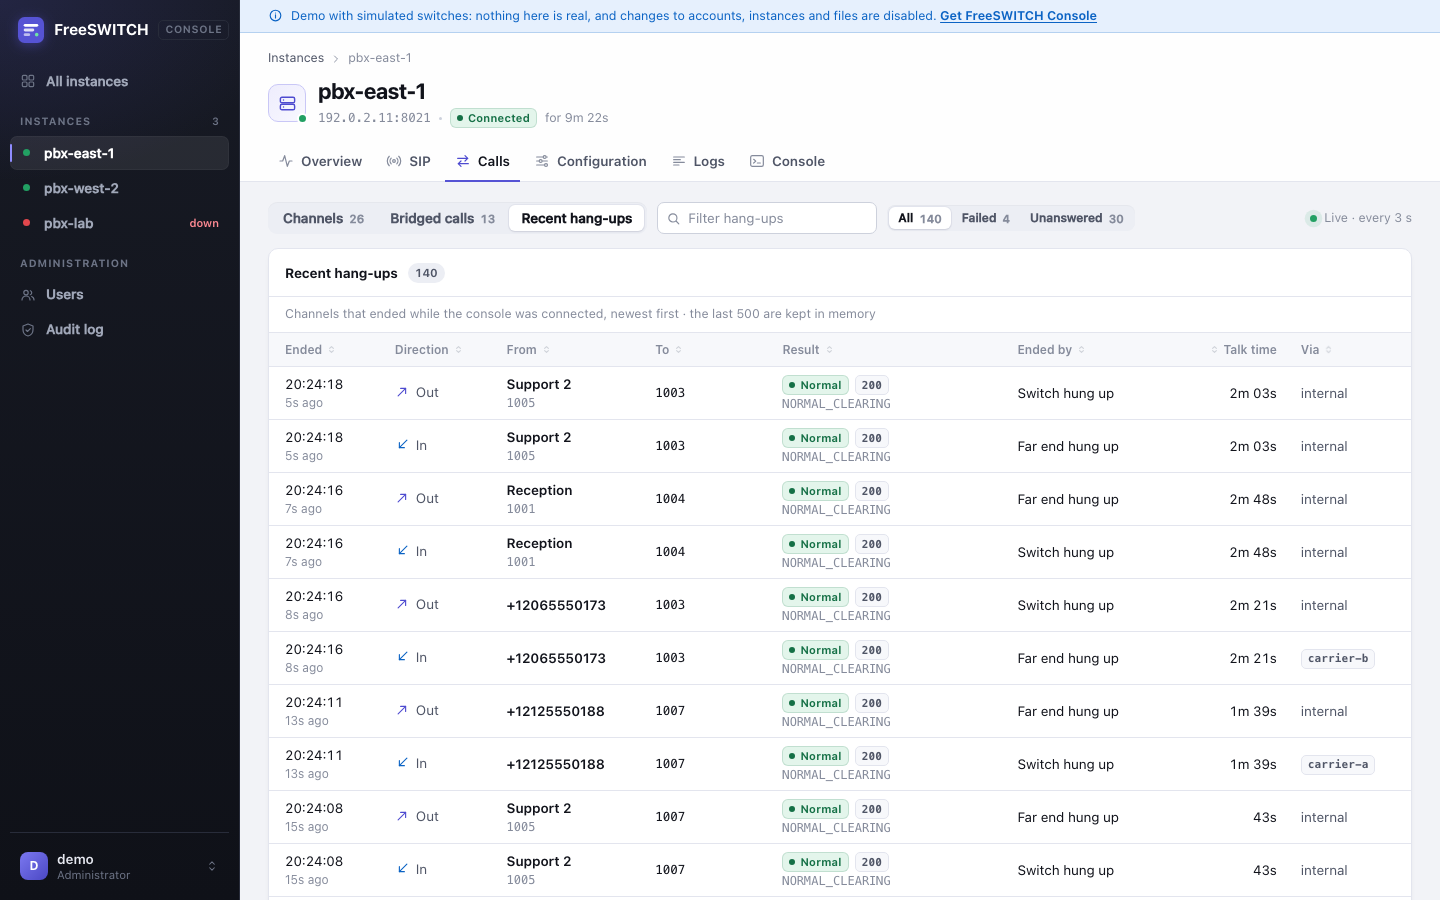 FreeSWITCH CONSOLE
All instances
INSTANCES 3
pbx-east-1
pbx-west-2
pbx-lab down
ADMINISTRATION
Users
Audit log
D demo
Administrator
Demo with simulated switches: nothing here is real, and changes to accounts, instances and files are disabled. Get FreeSWITCH Console
Instances > pbx-east-1
pbx-east-1
192.0.2.11:8021 • Connected for 9m 22s
Overview SIP Calls Configuration Logs Console
Channels 26 Bridged calls 13 Recent hang-ups Filter hang-ups All 140 Failed 4 Unanswered 30 Live · every 3 s
Recent hang-ups 140
Channels that ended while the console was connected, newest first · the last 500 are kept in memory
Ended Direction From To Result Ended by Talk time Via
20:24:18 Out Support 2 1003 Normal 200 Switch hung up 2m 03s internal
5s ago 1005 NORMAL_CLEARING
20:24:18 In Support 2 1003 Normal 200 Far end hung up 2m 03s internal
5s ago 1005 NORMAL_CLEARING
20:24:16 Out Reception 1004 Normal 200 Far end hung up 2m 48s internal
7s ago 1001 NORMAL_CLEARING
20:24:16 In Reception 1004 Normal 200 Switch hung up 2m 48s internal
7s ago 1001 NORMAL_CLEARING
20:24:16 Out +12065550173 1003 Normal 200 Switch hung up 2m 21s internal
8s ago NORMAL_CLEARING
20:24:16 In +12065550173 1003 Normal 200 Far end hung up 2m 21s carrier-b
8s ago NORMAL_CLEARING
20:24:11 Out +12125550188 1007 Normal 200 Far end hung up 1m 39s internal
13s ago NORMAL_CLEARING
20:24:11 In +12125550188 1007 Normal 200 Switch hung up 1m 39s carrier-a
13s ago NORMAL_CLEARING
20:24:08 Out Support 2 1007 Normal 200 Far end hung up 43s internal
15s ago 1005 NORMAL_CLEARING
20:24:08 In Support 2 1007 Normal 200 Far end hung up 43s internal
15s ago 1005 NORMAL_CLEARING